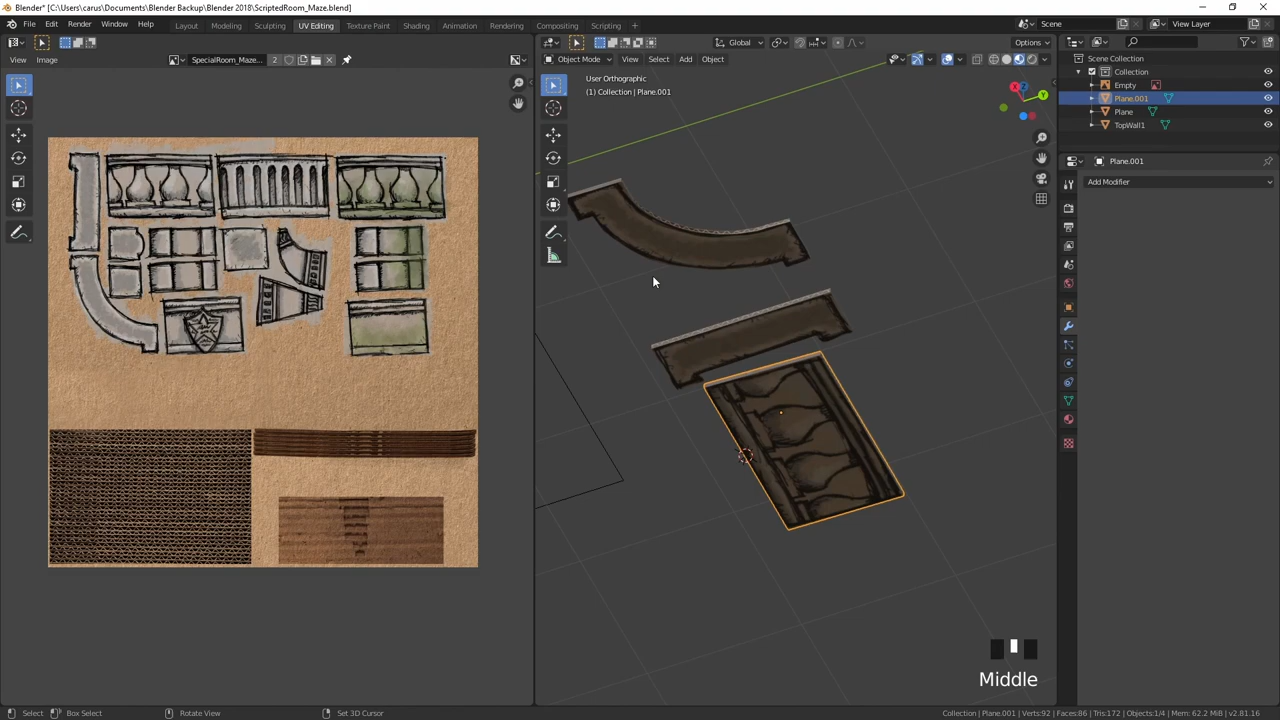 Blender* [C:\Users\carus\Documents\Blender Backup\Blender 2018\ScriptedRoom_Maze.blend]
File Edit Render Window Help Layout Modeling Sculpting UV Editing Texture Paint Shading Animation Rendering Compositing Scripting + Scene View Layer
Global Options
View Image SpecialRoom_Maze... 2 Object Mode View Select Add Object
Scene Collection
Collection
Empty
Plane.001
Plane
TopWall1
User Orthographic
(1) Collection | Plane.001
X
Y
Z
Plane.001
Add Modifier
Middle
Select Box Select Rotate View Set 3D Cursor Collection | Plane.001 | Verts:92 | Faces:86 | Tris:172 | Objects:1/4 | Mem: 62.2 MiB | v2.81.16